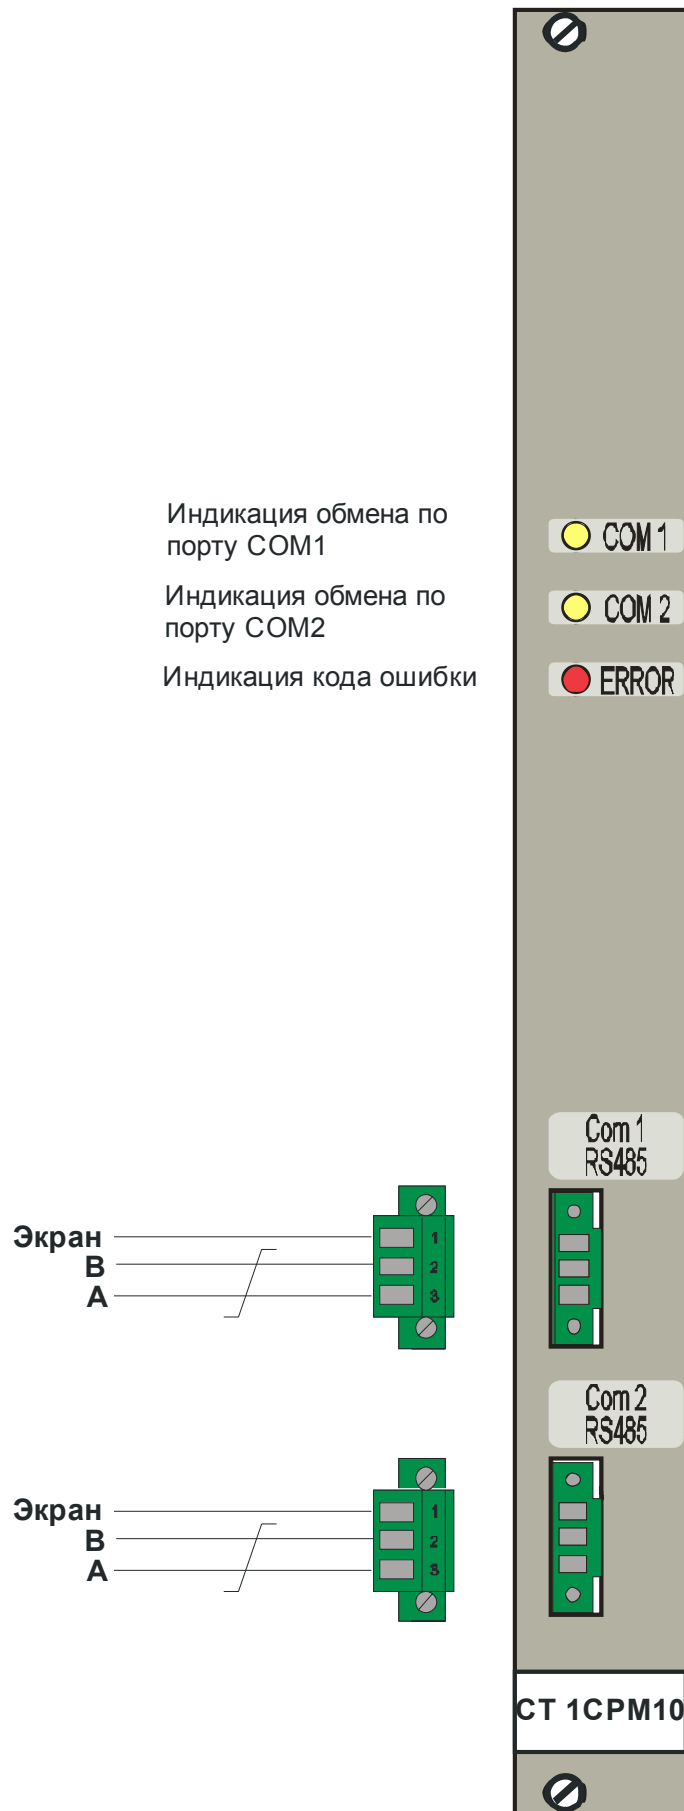 Индикация обмена по
порту COM1
COM 1
Индикация обмена по
порту COM2
COM 2
Индикация кода ошибки
ERROR
Com 1
RS485
Экран
B
A
1
2
3
Com 2
RS485
Экран
B
A
1
2
3
CT 1CPM10